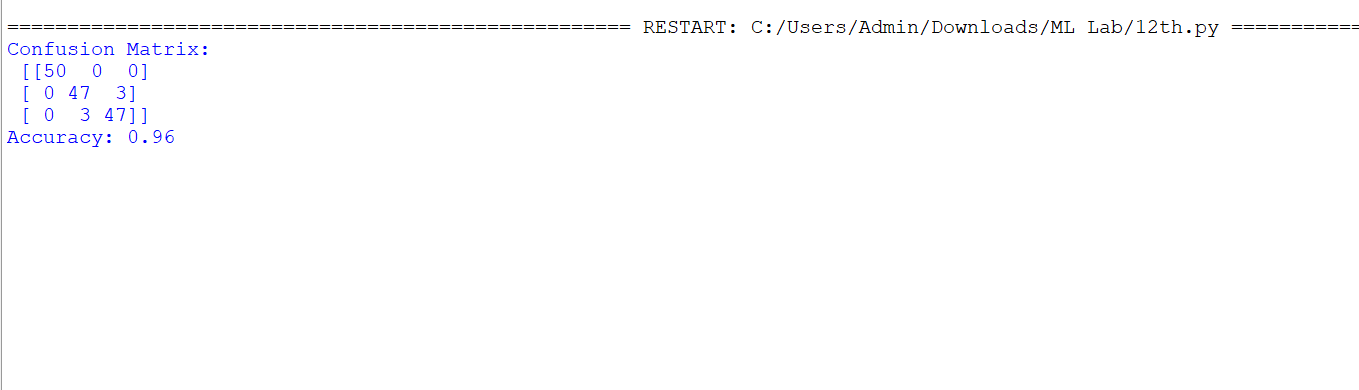 ==================================================== RESTART: C:/Users/Admin/Downloads/ML Lab/12th.py ===========
Confusion Matrix:
 [[50  0  0]
 [ 0 47  3]
 [ 0  3 47]]
Accuracy: 0.96